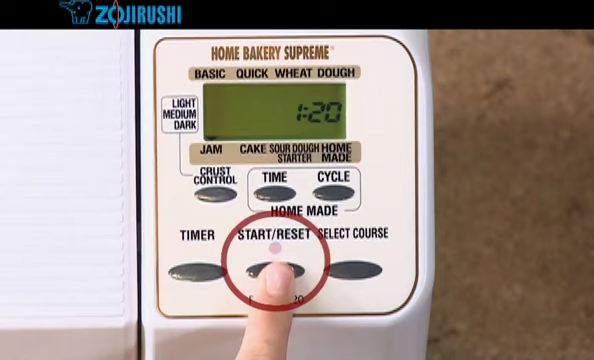 ZOJIRUSHI
HOME BAKERY SUPREME®
BASIC QUICK WHEAT DOUGH
LIGHT
MEDIUM
DARK
1:20
JAM CAKE SOUR DOUGH STARTER HOME MADE
CRUST CONTROL
TIME
CYCLE
HOME MADE
TIMER
START/RESET
SELECT COURSE